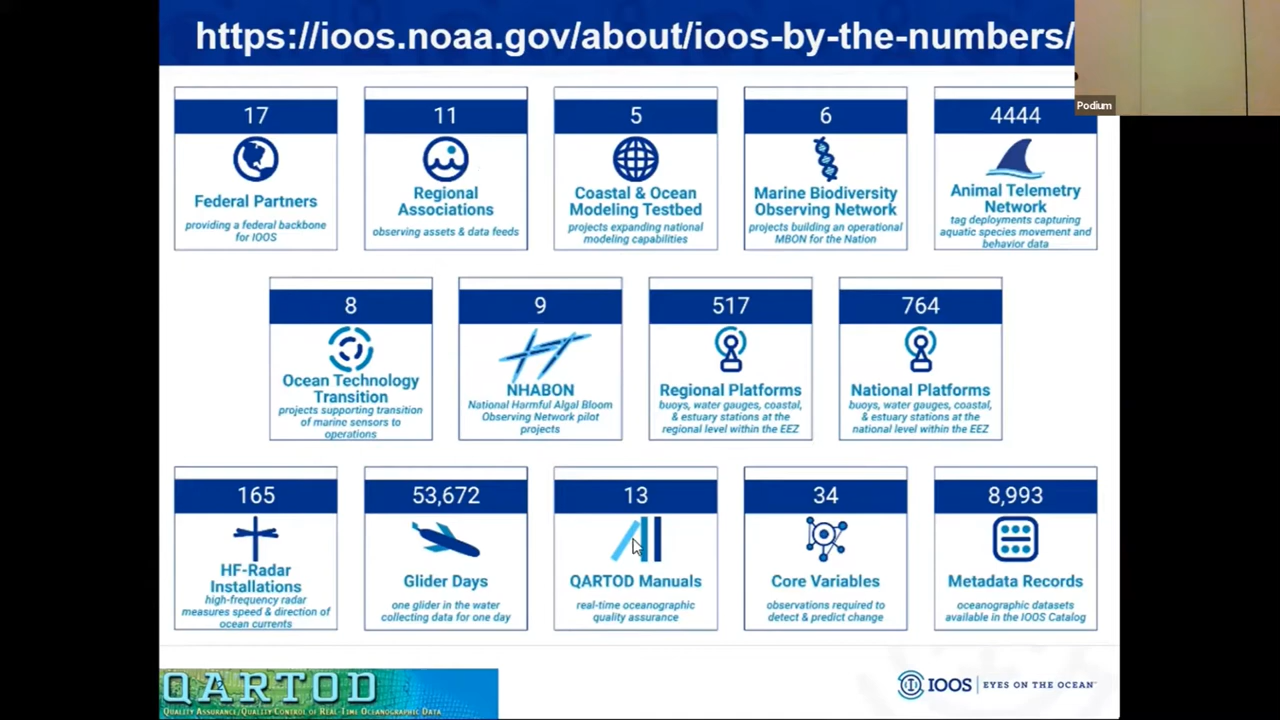 https://ioos.noaa.gov/about/ioos-by-the-numbers/
Podium
17
Federal Partners
providing a federal backbone
for IOOS
11
Regional
Associations
observing assets & data feeds
5
Coastal & Ocean
Modeling Testbed
projects expanding national
modeling capabilities
6
Marine Biodiversity
Observing Network
projects building an operational
MBON for the Nation
4444
Animal Telemetry
Network
tag deployments capturing
aquatic species movement and
behavior data
8
Ocean Technology
Transition
projects supporting transition
of marine sensors to
operations
9
NHABON
National Harmful Algal Bloom
Observing Network pilot
projects
517
Regional Platforms
buoys, water gauges, coastal,
& estuary stations at the
regional level within the EEZ
764
National Platforms
buoys, water gauges, coastal,
& estuary stations at the
national level within the EEZ
165
HF-Radar
Installations
high-frequency radar
measures speed & direction of
ocean currents
53,672
Glider Days
one glider in the water
collecting data for one day
13
QARTOD Manuals
real-time oceanographic
quality assurance
34
Core Variables
observations required to
detect & predict change
8,993
Metadata Records
oceanographic datasets
available in the IOOS Catalog
QARTOD
Quality Assurance/Quality Control of Real-Time Oceanographic Data
IOOS | EYES ON THE OCEAN™